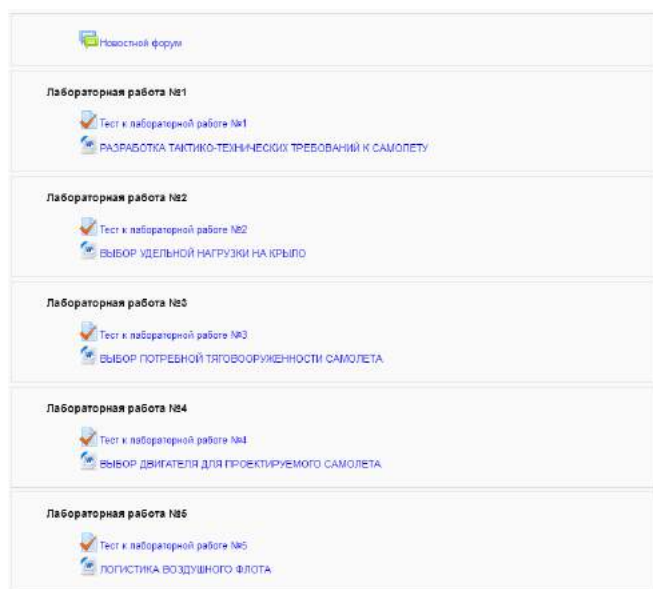 Новостной форум
Лабораторная работа №1
Тест к лабораторной работе №1
РАЗРАБОТКА ТАКТИКО-ТЕХНИЧЕСКИХ ТРЕБОВАНИЙ К САМОЛЕТУ
Лабораторная работа №2
Тест к лабораторной работе №2
ВЫБОР УДЕЛЬНОЙ НАГРУЗКИ НА КРЫЛО
Лабораторная работа №3
Тест к лабораторной работе №3
ВЫБОР ПОТРЕБНОЙ ТЯГОВООРУЖЕННОСТИ САМОЛЕТА
Лабораторная работа №4
Тест к лабораторной работе №4
ВЫБОР ДВИГАТЕЛЯ ДЛЯ ПРОЕКТИРУЕМОГО САМОЛЕТА
Лабораторная работа №5
Тест к лабораторной работе №5
ЛОГИСТИКА ВОЗДУШНОГО ФЛОТА